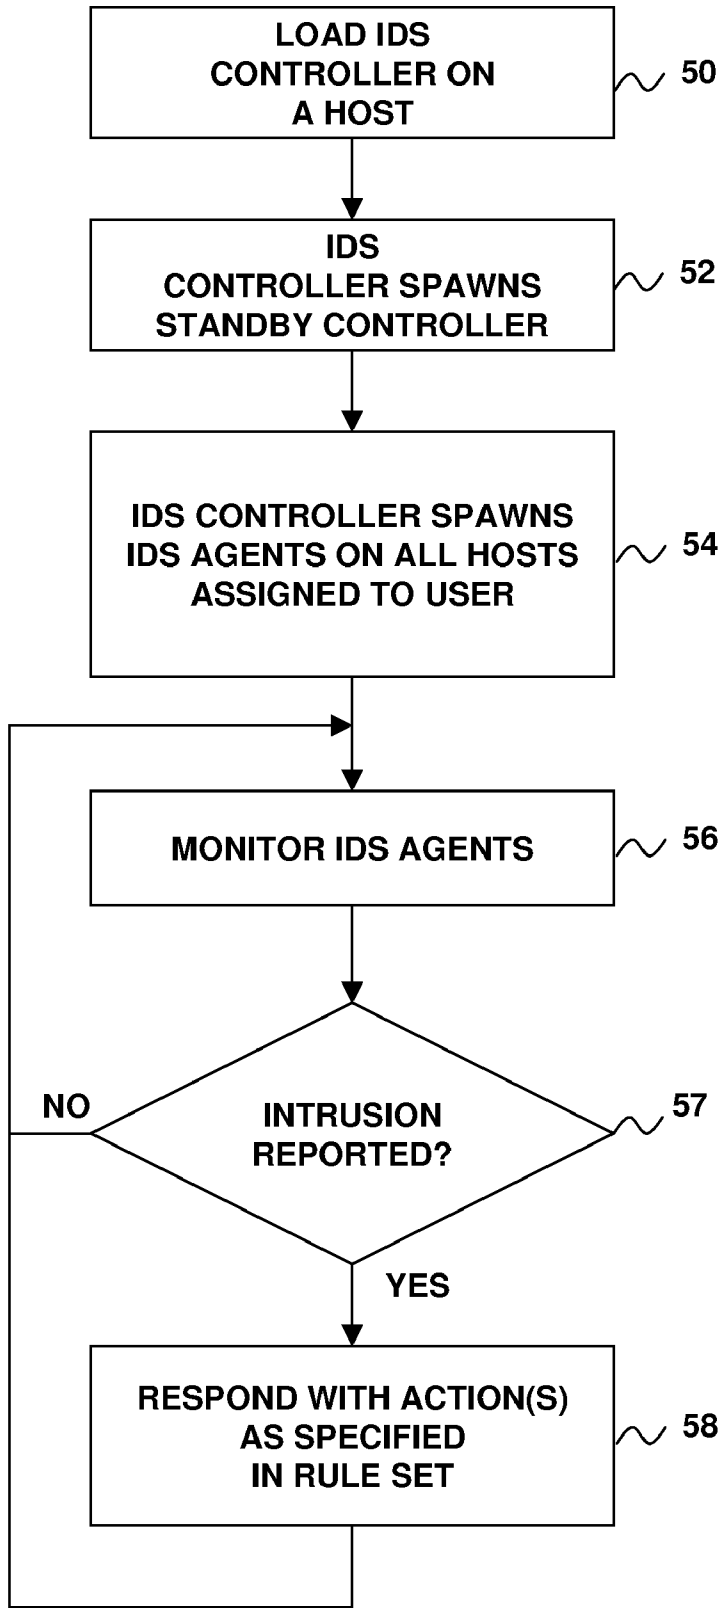 LOAD IDS
CONTROLLER ON
A HOST
50
IDS
CONTROLLER SPAWNS
STANDBY CONTROLLER
52
IDS CONTROLLER SPAWNS
IDS AGENTS ON ALL HOSTS
ASSIGNED TO USER
54
MONITOR IDS AGENTS
56
NO
INTRUSION
REPORTED?
57
YES
RESPOND WITH ACTION(S)
AS SPECIFIED
IN RULE SET
58